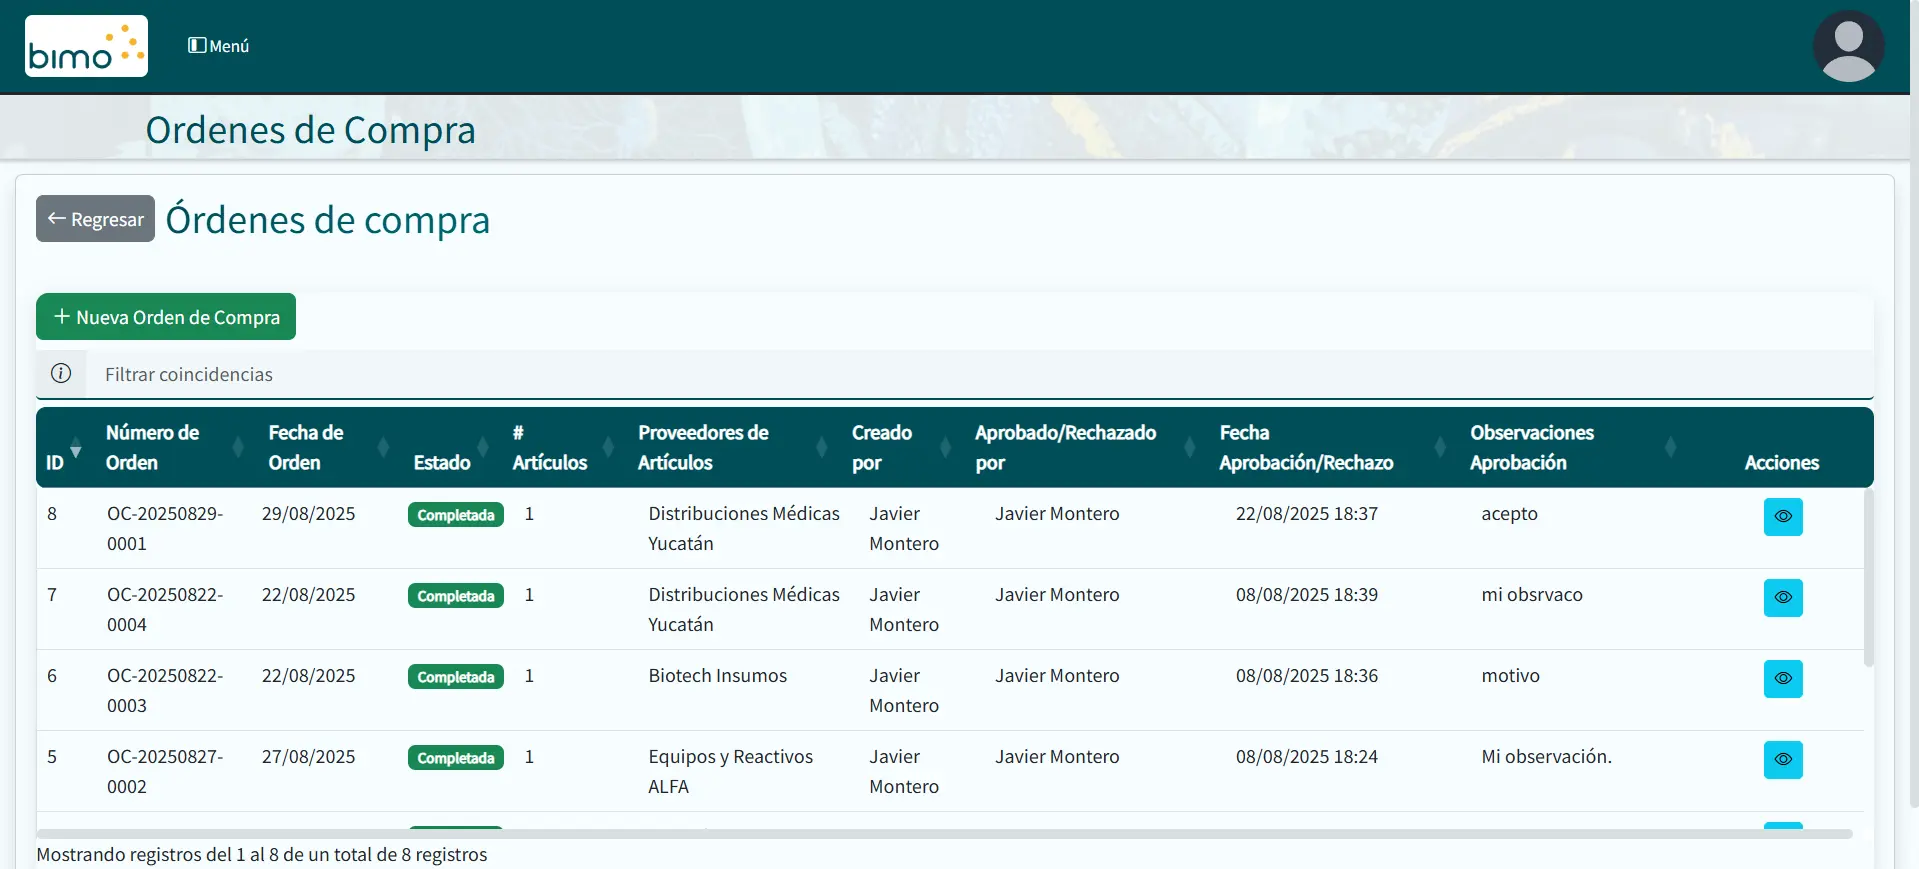 bimo
Menú
Ordenes de Compra
← Regresar Órdenes de compra
+ Nueva Orden de Compra
Filtrar coincidencias
ID Número de Orden Fecha de Orden Estado # Artículos Proveedores de Artículos Creado por Aprobado/Rechazado por Fecha Aprobación/Rechazo Observaciones Aprobación Acciones
8 OC-20250829- 29/08/2025 Completada 1 Distribuciones Médicas Javier Javier Montero 22/08/2025 18:37 acepto
0001 Yucatán Montero
7 OC-20250822- 22/08/2025 Completada 1 Distribuciones Médicas Javier Javier Montero 08/08/2025 18:39 mi obsrvaco
0004 Yucatán Montero
6 OC-20250822- 22/08/2025 Completada 1 Biotech Insumos Javier Javier Montero 08/08/2025 18:36 motivo
0003 Montero
5 OC-20250827- 27/08/2025 Completada 1 Equipos y Reactivos Javier Javier Montero 08/08/2025 18:24 Mi observación.
0002 ALFA Montero
Mostrando registros del 1 al 8 de un total de 8 registros